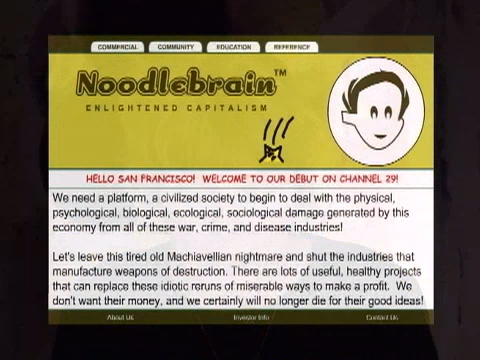 COMMERCIAL COMMUNITY EDUCATION REFERENCE
Noodlebrain™
ENLIGHTENED CAPITALISM
HELLO SAN FRANCISCO! WELCOME TO OUR DEBUT ON CHANNEL 29!
We need a platform, a civilized society to begin to deal with the physical,
psychological, biological, ecological, sociological damage generated by this
economy from all of these war, crime, and disease industries!
Let's leave this tired old Machiavellian nightmare and shut the industries that
manufacture weapons of destruction. There are lots of useful, healthy projects
that can replace these idiotic reruns of miserable ways to make a profit. We
don't want their money, and we certainly will no longer die for their good ideas!
About Us Investor Info Contact Us